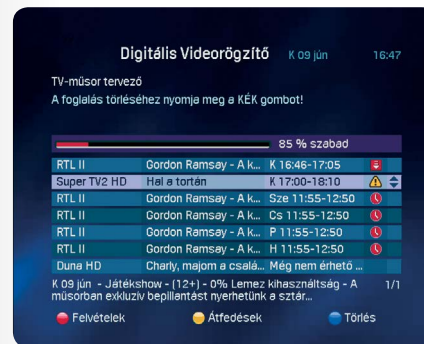 Digitális Videorögzítő K 09 jún 16:47
TV-műsor tervező
A foglalás törléséhez nyomja meg a KÉK gombot!
85 % szabad
RTL II Gordon Ramsay - A k... K 16:46-17:05
Super TV2 HD Hal a tortán K 17:00-18:10
RTL II Gordon Ramsay - A k... Sze 11:55-12:50
RTL II Gordon Ramsay - A k... Cs 11:55-12:50
RTL II Gordon Ramsay - A k... P 11:55-12:50
RTL II Gordon Ramsay - A k... H 11:55-12:50
Duna HD Charly, majom a csalá... Még nem érhető ...
K 09 jún - Játékshow - (12+) - 0% Lemez kihasználtság - A 1/1
műsorban exkluzív bepillantást nyerhetünk a sztár...
Felvételek Átfedések Törlés